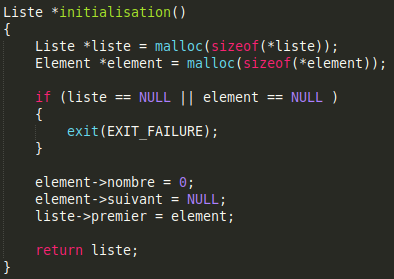 Liste *initialisation()
{
    Liste *liste = malloc(sizeof(*liste));
    Element *element = malloc(sizeof(*element));

    if (liste == NULL || element == NULL )
    {
        exit(EXIT_FAILURE);
    }

    element->nombre = 0;
    element->suivant = NULL;
    liste->premier = element;

    return liste;
}